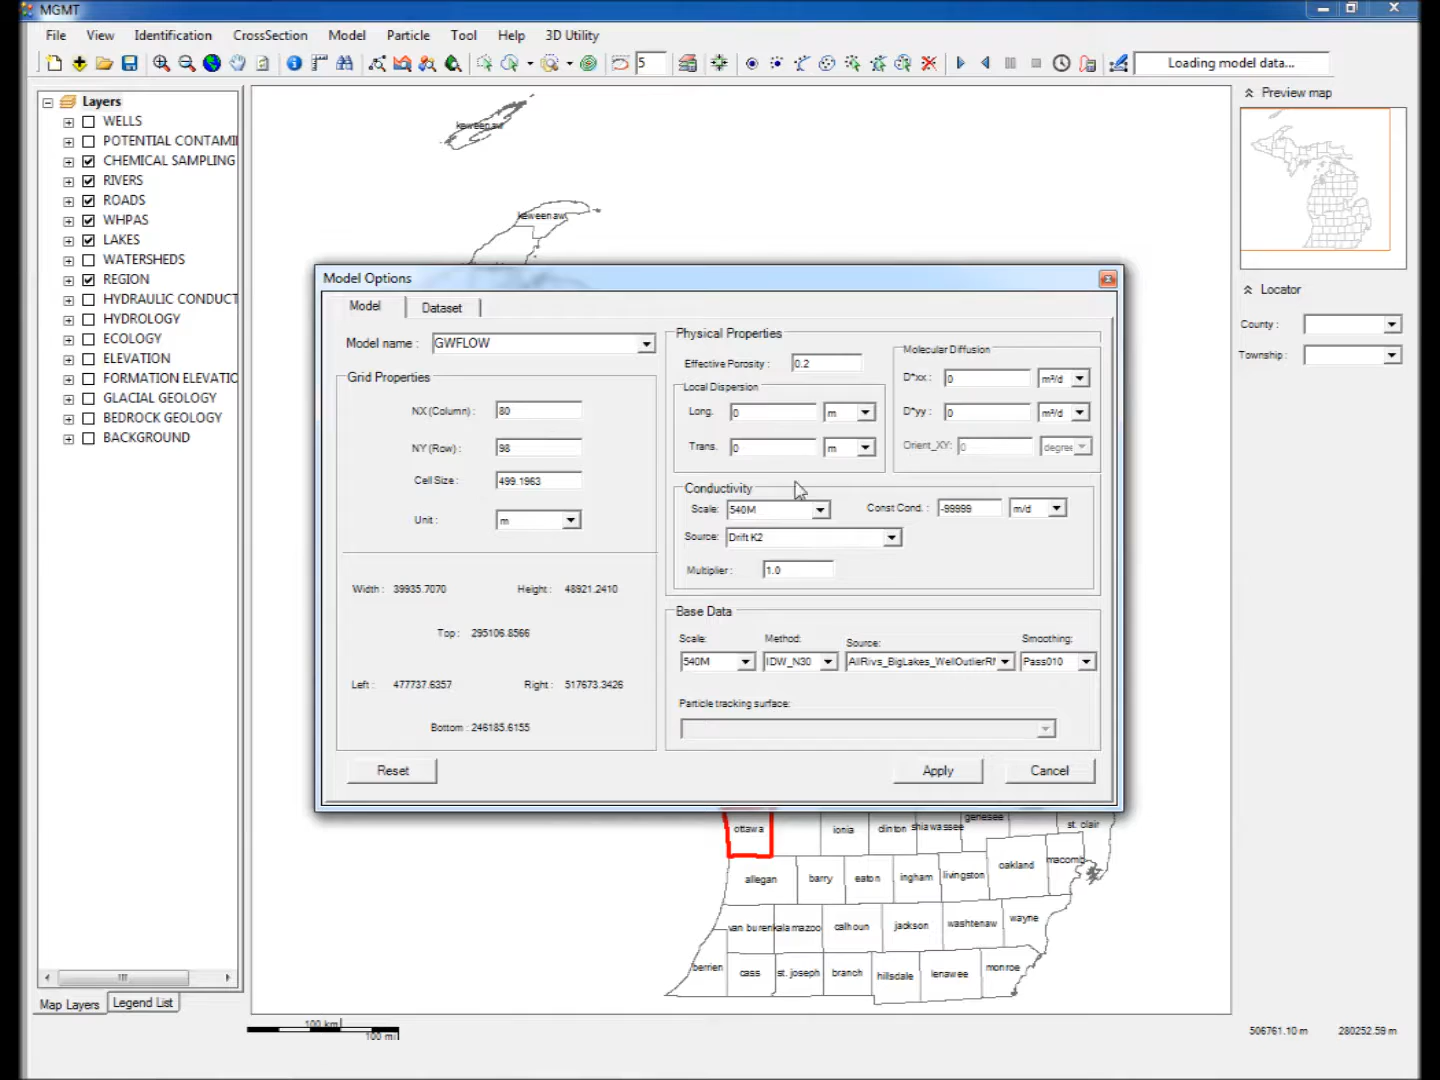 MGMT
File View Identification CrossSection Model Particle Tool Help 3D Utility
5 Loading model data...
Layers
WELLS
POTENTIAL CONTAMI
CHEMICAL SAMPLING
RIVERS
ROADS
WHPAS
LAKES
WATERSHEDS
REGION
HYDRAULIC CONDUCT
HYDROLOGY
ECOLOGY
ELEVATION
FORMATION ELEVATIO
GLACIAL GEOLOGY
BEDROCK GEOLOGY
BACKGROUND
Map Layers Legend List
keweenaw
keweenaw
Model Options
Model Dataset
Model name : GWFLOW
Grid Properties
NX (Column) : 80
NY (Row) : 98
Cell Size : 499.1963
Unit : m
Width : 39935.7070 Height : 48921.2410
Top : 295106.8566
Left : 477737.6357 Right : 517673.3426
Bottom : 246185.6155
Physical Properties
Effective Porosity : 0.2
Local Dispersion
Long. 0 m
Trans. 0 m
Molecular Diffusion
D*xx : 0 m²/d
D*yy : 0 m²/d
Orient_XY: 0 degree
Conductivity
Scale: 540M Const Cond. : -99999 m/d
Source: Drift K2
Multiplier : 1.0
Base Data
Scale: Method: Source: Smoothing:
540M IDW_N30 AllRivs_BigLakes_WellOutlierRM Pass010
Particle tracking surface:
Reset Apply Cancel
ottawa ionia clinton shiawassee genesee st. clair
allegan barry eaton ingham livingston oakland macomb
van buren kalamazoo calhoun jackson washtenaw wayne
berrien cass st. joseph branch hillsdale lenawee monroe
100 km
100 mi
Preview map
Locator
County :
Township :
506761.10 m 280252.59 m